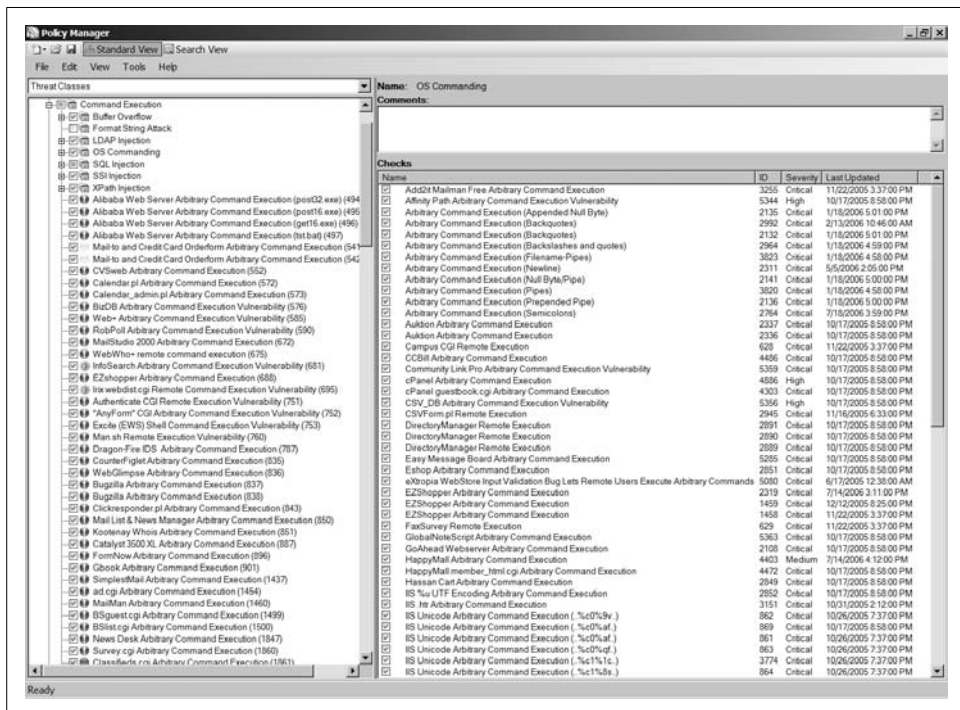 Policy Manager
Standard View Search View
File Edit View Tools Help
Threat Classes
Command Execution
Buffer Overflow
Format String Attack
LDAP Injection
OS Commanding
SQL Injection
SSI Injection
XPath Injection
Alibaba Web Server Arbitrary Command Execution (post32.exe) (494
Alibaba Web Server Arbitrary Command Execution (post16.exe) (495
Alibaba Web Server Arbitrary Command Execution (get16.exe) (496)
Alibaba Web Server Arbitrary Command Execution (tst.bat) (497)
Mail-to and Credit Card Orderform Arbitrary Command Execution (541
Mail-to and Credit Card Orderform Arbitrary Command Execution (542
CVSweb Arbitrary Command Execution (552)
Calendar.pl Arbitrary Command Execution (572)
Calendar_admin.pl Arbitrary Command Execution (573)
BizDB Arbitrary Command Execution Vulnerability (576)
Web+ Arbitrary Command Execution Vulnerability (585)
RobPoll Arbitrary Command Execution Vulnerability (590)
MailStudio 2000 Arbitrary Command Execution (672)
WebWho+ remote command execution (675)
InfoSearch Arbitrary Command Execution Vulnerability (681)
EZshopper Arbitrary Command Execution (688)
Irix webdist.cgi Remote Command Execution Vulnerability (695)
Authenticate CGI Remote Execution Vulnerability (751)
"AnyForm" CGI Arbitrary Command Execution Vulnerability (752)
Excite (EWS) Shell Command Execution Vulnerability (753)
Man.sh Remote Execution Vulnerability (760)
Dragon-Fire IDS Arbitrary Command Execution (787)
CounterFiglet Arbitrary Command Execution (835)
WebGlimpse Arbitrary Command Execution (836)
Bugzilla Arbitrary Command Execution (837)
Bugzilla Arbitrary Command Execution (838)
Clickresponder.pl Arbitrary Command Execution (843)
Mail List & News Manager Arbitrary Command Execution (850)
Kootenay Whois Arbitrary Command Execution (851)
Catalyst 3500 XL Arbitrary Command Execution (887)
FormNow Arbitrary Command Execution (896)
Gbook Arbitrary Command Execution (901)
SimplestMail Arbitrary Command Execution (1437)
ad.cgi Arbitrary Command Execution (1454)
MailMan Arbitrary Command Execution (1460)
BSguest.cgi Arbitrary Command Execution (1499)
BSlist.cgi Arbitrary Command Execution (1500)
News Desk Arbitrary Command Execution (1847)
Survey.cgi Arbitrary Command Execution (1860)
Classifieds.cgi Arbitrary Command Execution (1861)
Name: OS Commanding
Comments:
Checks
Name ID Severity Last Updated
Add2it Mailman Free Arbitrary Command Execution 3255 Critical 11/22/2005 3:37:00 PM
Affinity Path Arbitrary Command Execution Vulnerability 5344 High 10/17/2005 8:58:00 PM
Arbitrary Command Execution (Appended Null Byte) 2135 Critical 1/18/2006 5:01:00 PM
Arbitrary Command Execution (Backquotes) 2992 Critical 2/13/2006 10:46:00 AM
Arbitrary Command Execution (Backquotes) 2132 Critical 1/18/2006 5:01:00 PM
Arbitrary Command Execution (Backslashes and quotes) 2964 Critical 1/18/2006 4:59:00 PM
Arbitrary Command Execution (Filename-Pipes) 3823 Critical 1/18/2006 4:58:00 PM
Arbitrary Command Execution (Newline) 2311 Critical 5/5/2006 2:05:00 PM
Arbitrary Command Execution (Null Byte/Pipe) 2141 Critical 1/18/2006 5:00:00 PM
Arbitrary Command Execution (Pipes) 3820 Critical 1/18/2006 4:58:00 PM
Arbitrary Command Execution (Prepended Pipe) 2136 Critical 1/18/2006 5:00:00 PM
Arbitrary Command Execution (Semicolons) 2764 Critical 7/18/2006 3:59:00 PM
Auktion Arbitrary Command Execution 2337 Critical 10/17/2005 8:58:00 PM
Auktion Arbitrary Command Execution 2336 Critical 10/17/2005 8:58:00 PM
Campus CGI Remote Execution 628 Critical 11/22/2005 3:37:00 PM
CCBill Arbitrary Command Execution 4486 Critical 10/17/2005 8:58:00 PM
Community Link Pro Arbitrary Command Execution Vulnerability 5359 Critical 10/17/2005 8:58:00 PM
cPanel Arbitrary Command Execution 4886 High 10/17/2005 8:58:00 PM
cPanel guestbook.cgi Arbitrary Command Execution 4303 Critical 10/17/2005 8:58:00 PM
CSV_DB Arbitrary Command Execution Vulnerability 5356 High 10/17/2005 8:58:00 PM
CSVForm.pl Remote Execution 2945 Critical 11/16/2005 6:33:00 PM
DirectoryManager Remote Execution 2891 Critical 10/17/2005 8:58:00 PM
DirectoryManager Remote Execution 2890 Critical 10/17/2005 8:58:00 PM
DirectoryManager Remote Execution 2889 Critical 10/17/2005 8:58:00 PM
Easy Message Board Arbitrary Command Execution 5285 Critical 10/17/2005 8:58:00 PM
Eshop Arbitrary Command Execution 2851 Critical 10/17/2005 8:58:00 PM
eXtropia WebStore Input Validation Bug Lets Remote Users Execute Arbitrary Commands 5080 Critical 6/17/2005 12:38:00 AM
EZShopper Arbitrary Command Execution 2319 Critical 7/14/2006 3:11:00 PM
EZShopper Arbitrary Command Execution 1459 Critical 12/12/2005 8:25:00 PM
EZShopper Arbitrary Command Execution 1458 Critical 11/22/2005 3:37:00 PM
FaxSurvey Remote Execution 629 Critical 11/22/2005 3:37:00 PM
GlobalNoteScript Arbitrary Command Execution 5363 Critical 10/17/2005 8:58:00 PM
GoAhead Webserver Arbitrary Command Execution 2108 Critical 10/17/2005 8:58:00 PM
HappyMall Arbitrary Command Execution 4403 Medium 7/14/2006 4:12:00 PM
HappyMall member_html.cgi Arbitrary Command Execution 4472 Critical 10/17/2005 8:58:00 PM
Hassan Cart Arbitrary Command Execution 2849 Critical 10/17/2005 8:58:00 PM
IIS %u UTF Encoding Arbitrary Command Execution 2852 Critical 10/17/2005 8:58:00 PM
IIS .htr Arbitrary Command Execution 3151 Critical 10/31/2005 2:12:00 PM
IIS Unicode Arbitrary Command Execution (..%c0%9v..) 862 Critical 10/26/2005 7:37:00 PM
IIS Unicode Arbitrary Command Execution (..%c0%af..) 869 Critical 10/17/2005 8:58:00 PM
IIS Unicode Arbitrary Command Execution (..%c0%af..) 861 Critical 10/26/2005 7:37:00 PM
IIS Unicode Arbitrary Command Execution (..%c0%qf..) 863 Critical 10/26/2005 7:37:00 PM
IIS Unicode Arbitrary Command Execution (..%c1%1c..) 3774 Critical 10/26/2005 7:37:00 PM
IIS Unicode Arbitrary Command Execution (..%c1%8s..) 864 Critical 10/26/2005 7:37:00 PM
Ready